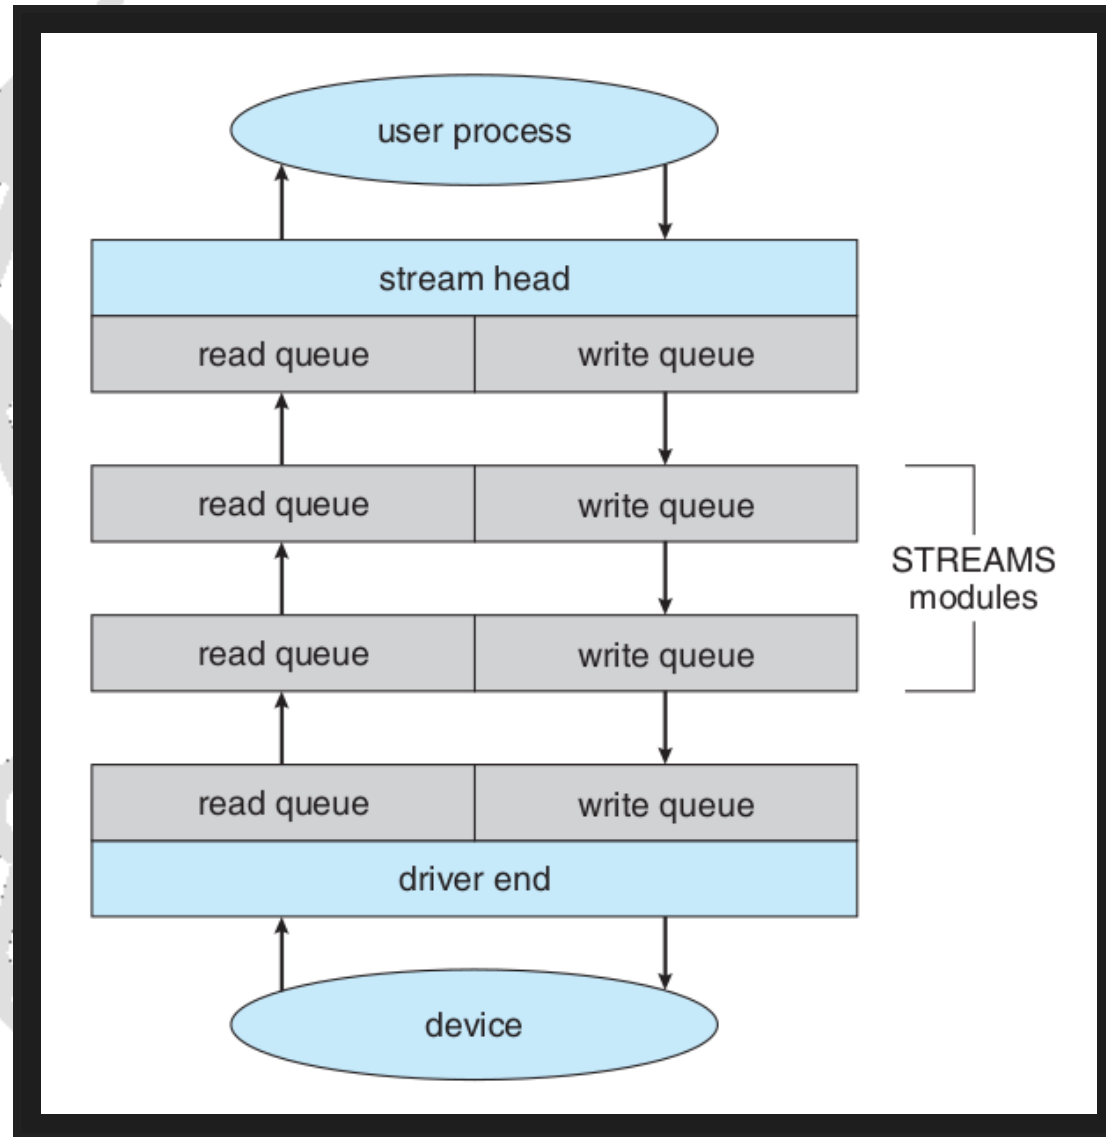 user process
stream head
read queue
write queue
read queue
write queue
STREAMS
modules
read queue
write queue
read queue
write queue
driver end
device